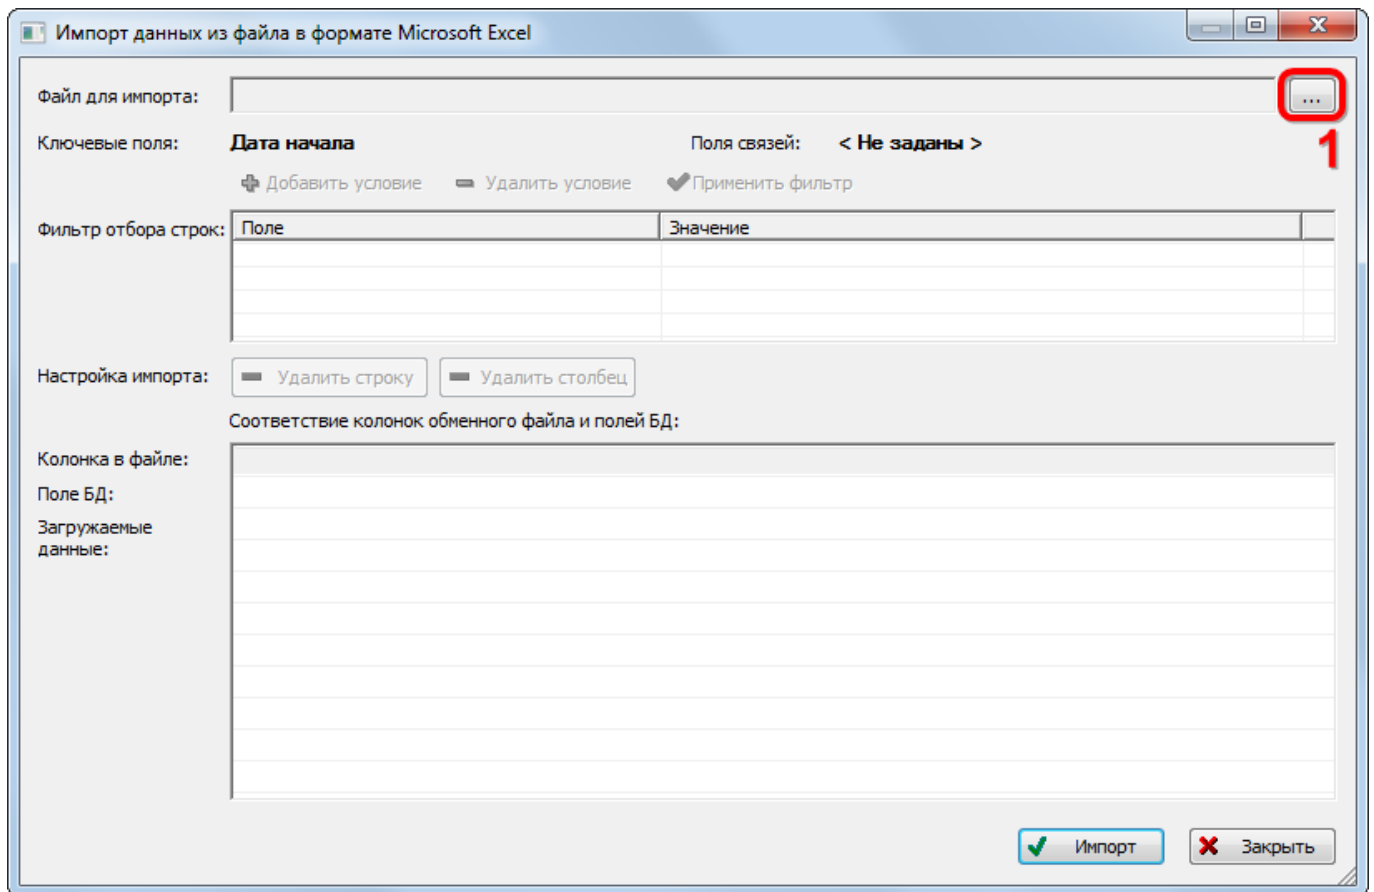 Импорт данных из файла в формате Microsoft Excel
Файл для импорта: ...
1
Ключевые поля: Дата начала Поля связей: < Не заданы >
Добавить условие Удалить условие Применить фильтр
Фильтр отбора строк: Поле Значение
Настройка импорта: Удалить строку Удалить столбец
Соответствие колонок обменного файла и полей БД:
Колонка в файле:
Поле БД:
Загружаемые
данные:
Импорт Закрыть